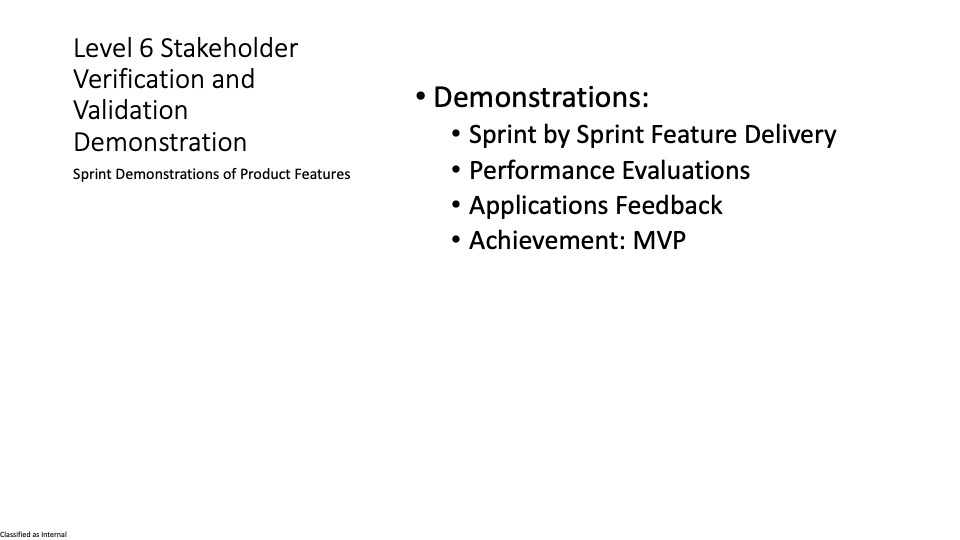 Level 6 Stakeholder
Verification and
Validation
Demonstration
Sprint Demonstrations of Product Features
• Demonstrations:
• Sprint by Sprint Feature Delivery
• Performance Evaluations
• Applications Feedback
• Achievement: MVP
Classified as Internal